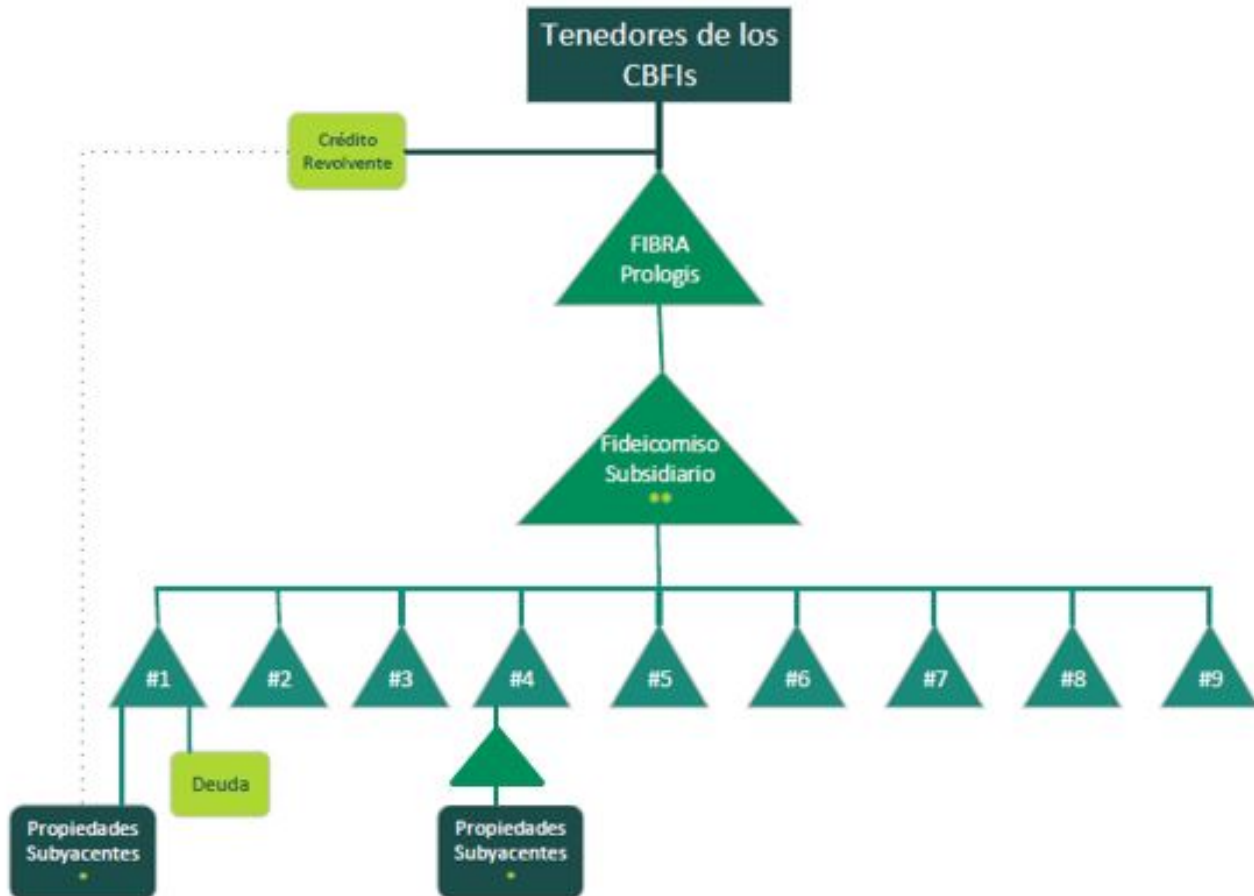 Tenedores de los
CBFIs
Crédito
Revolvente
FIBRA
Prologis
Fideicomiso
Subsidiario
#1
#2
#3
#4
#5
#6
#7
#8
#9
Deuda
Propiedades
Subyacentes
Propiedades
Subyacentes